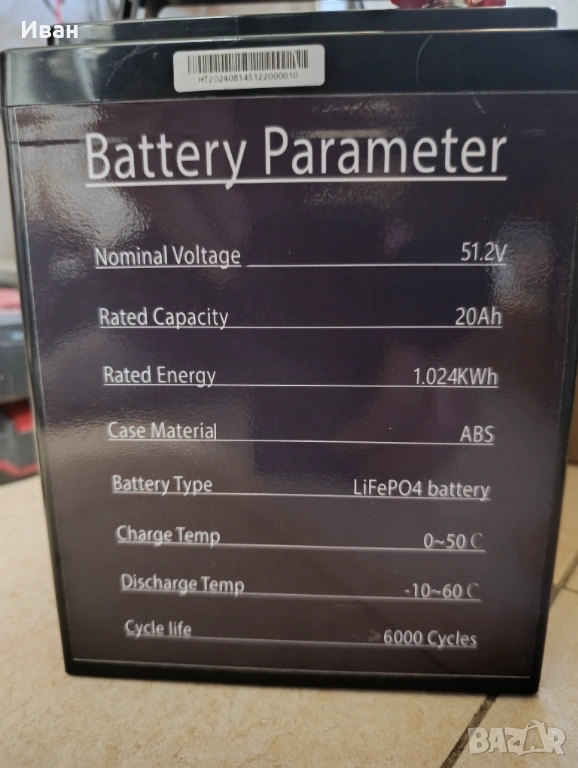 Иван
HT202408145122000010
Battery Parameter
Nominal Voltage 51.2V
Rated Capacity 20Ah
Rated Energy 1.024KWh
Case Material ABS
Battery Type LiFePO4 battery
Charge Temp 0~50℃
Discharge Temp -10~60℃
Cycle life ≥6000 Cycles
BAZAR